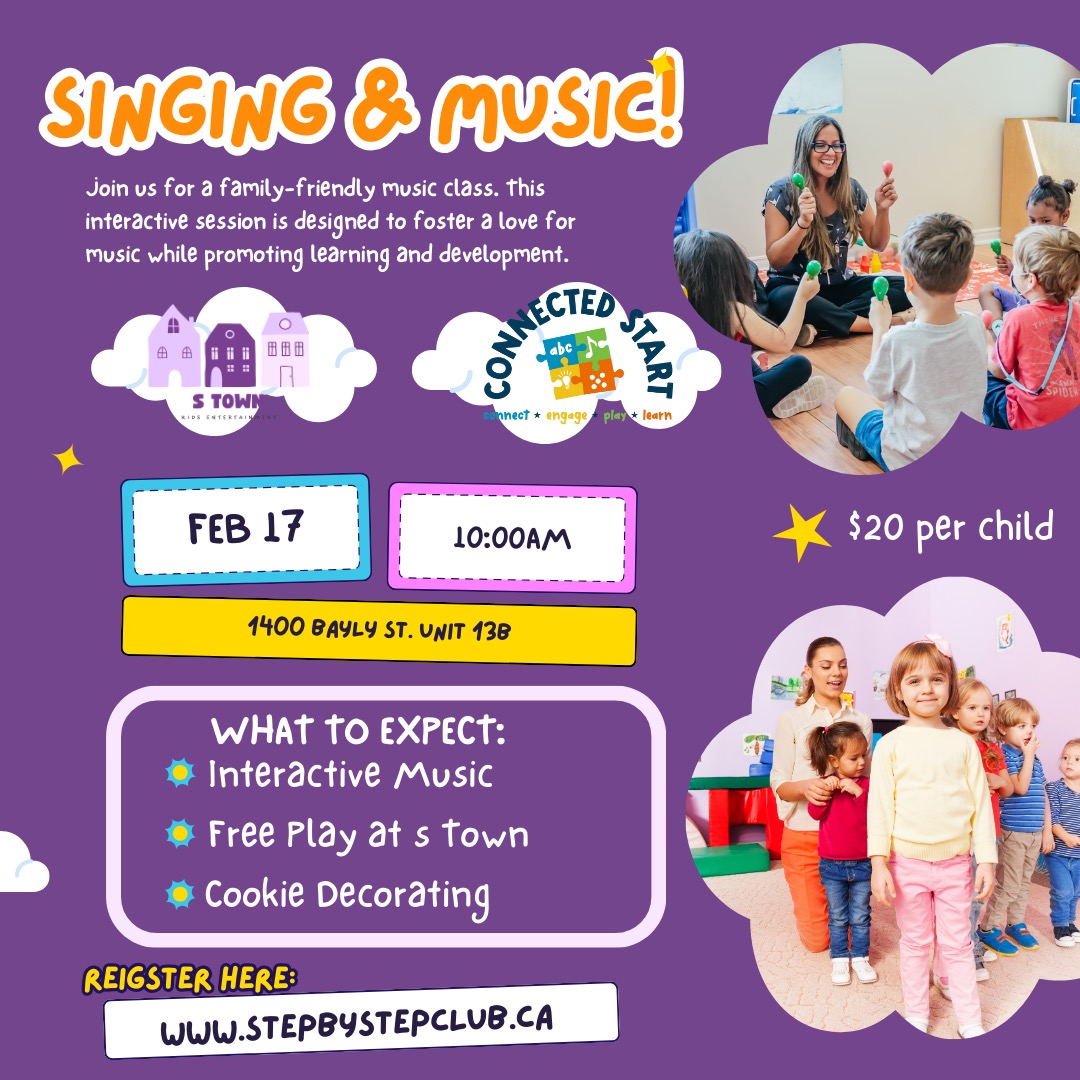 SINGING & MUSIC!
Join us for a family-friendly music class. This
interactive session is designed to foster a love for
music while promoting learning and development.
S TOWN
KIDS ENTERTAINMENT
CONNECTED START
abc
connect ★ engage ★ play ★ learn
FEB 17
10:00AM
$20 per child
1400 BAYLY ST. UNIT 13B
WHAT TO EXPECT:
Interactive Music
Free Play at S Town
Cookie Decorating
REIGSTER HERE:
WWW.STEPBYSTEPCLUB.CA